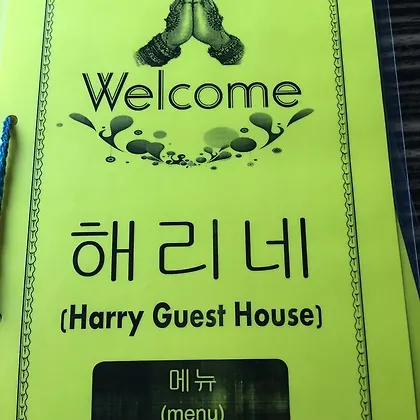 Welcome
해리네
(Harry Guest House)
메뉴
(menu)